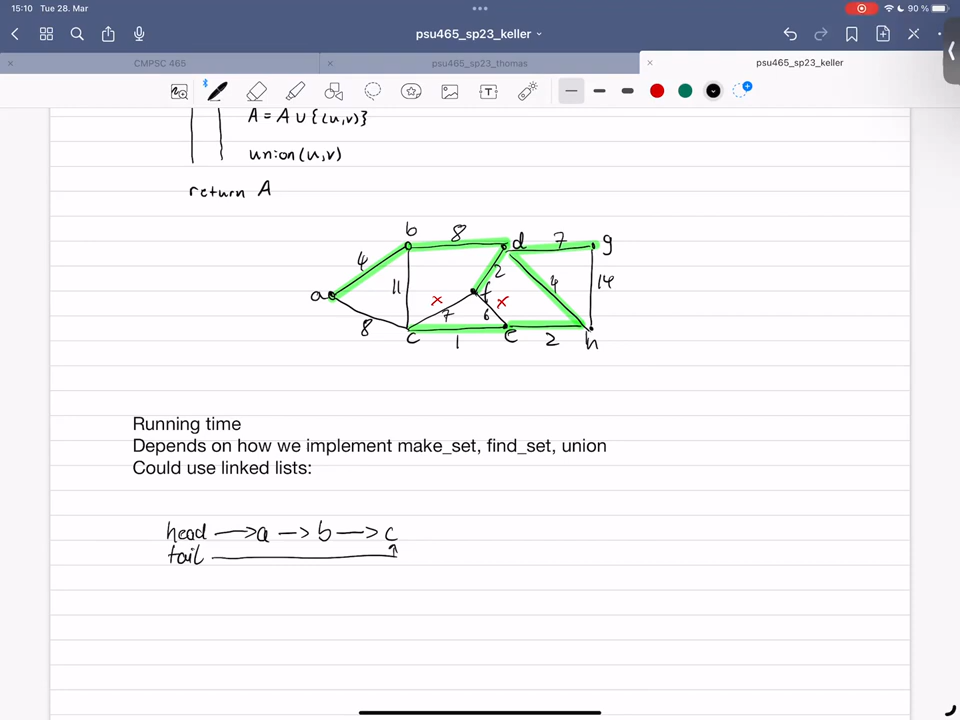 15:10 Tue 28. Mar
90 %
psu465_sp23_keller
CMPSC 465
psu465_sp23_thomas
psu465_sp23_keller
A = A ∪ {(u,v)}
union(u,v)
return A
b 8 d 7 g
4 11 2 4 14
a f
x x
8 7 6
c 1 e 2 h
Running time
Depends on how we implement make_set, find_set, union
Could use linked lists:
head → a → b → c
tail